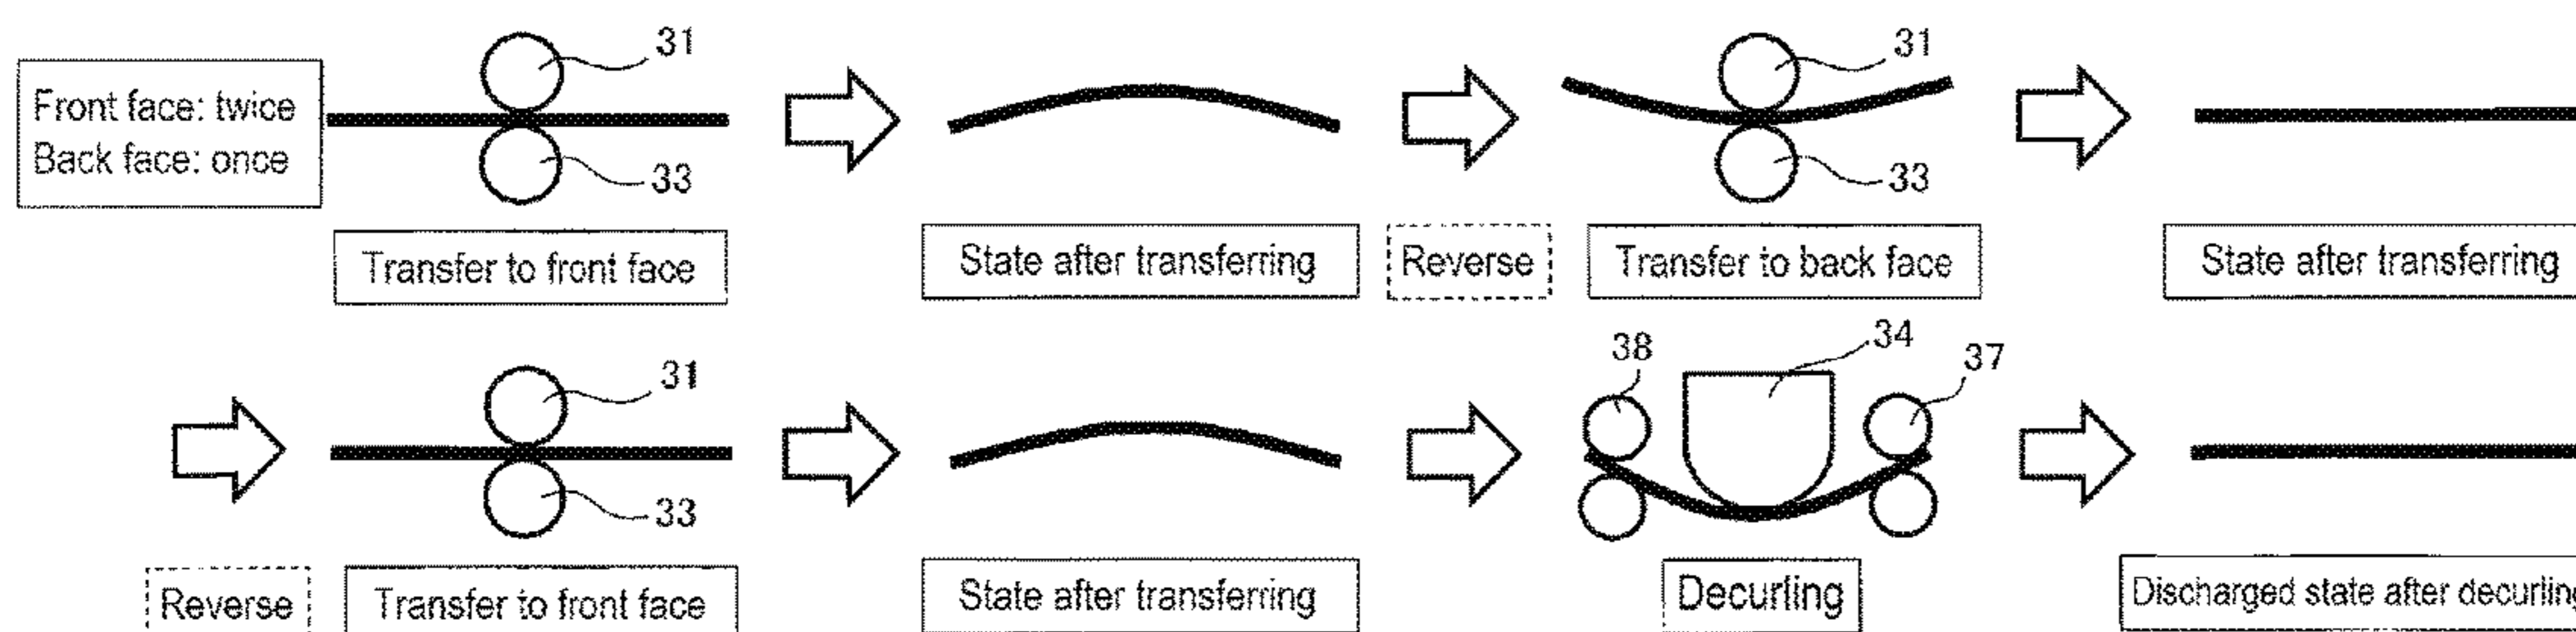 31
31
Front face: twice
Back face: once
33
33
Transfer to front face
State after transferring
Reverse
Transfer to back face
State after transferring
38
34
37
31
33
Reverse
Transfer to front face
State after transferring
Decurling
Discharged state after decurling